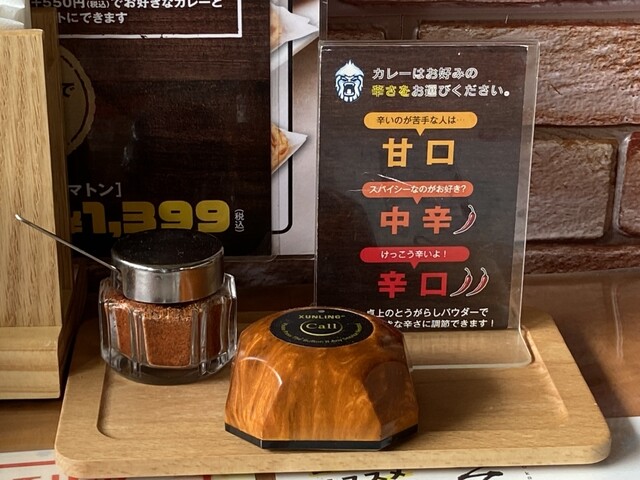 +550円(税込)でお好きなカレーと
トにできます
マトン]
¥1,399(税込)
カレーはお好みの
辛さをお選びください。
辛いのが苦手な人は…
甘口
スパイシーなのがお好き?
中辛
けっこう辛いよ!
辛口
卓上のとうがらしパウダーで
きな辛さに調節できます!
XUNLING
Call